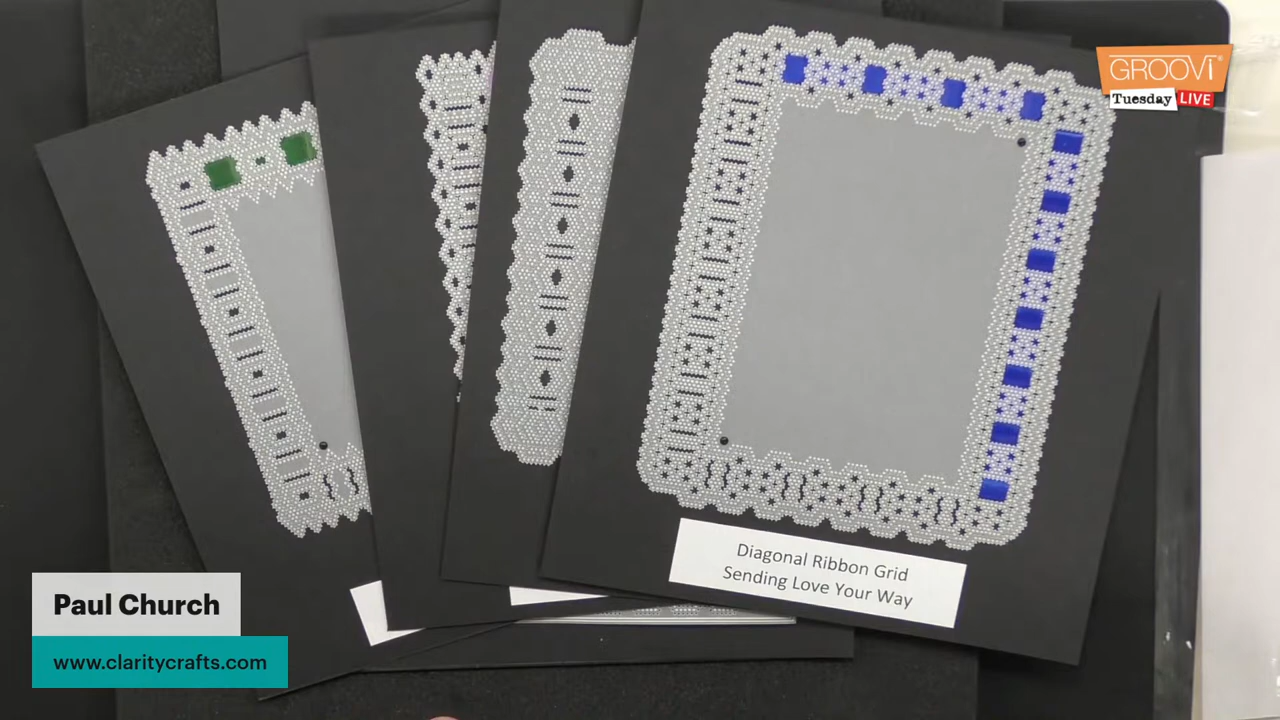 GROOVI
Tuesday LIVE
Diagonal Ribbon Grid
Sending Love Your Way
Paul Church
www.claritycrafts.com